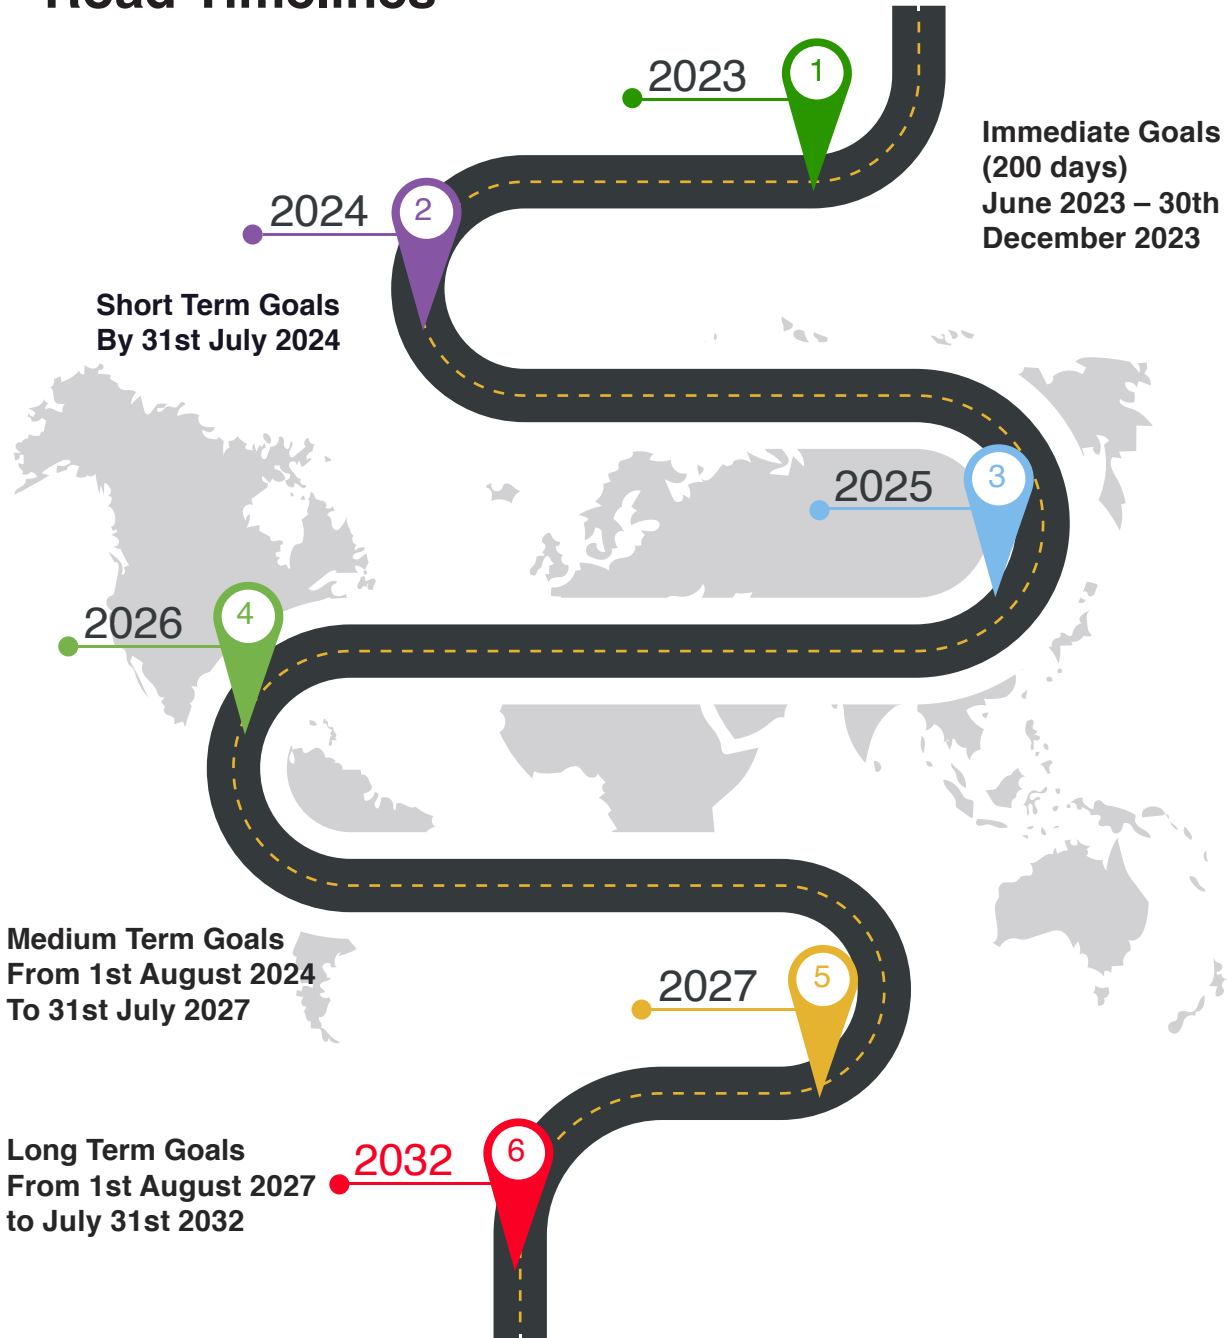 Road Timelines
2023
1
Immediate Goals
(200 days)
June 2023 – 30th
December 2023
2024
2
Short Term Goals
By 31st July 2024
2025
3
2026
4
Medium Term Goals
From 1st August 2024
To 31st July 2027
2027
5
Long Term Goals
From 1st August 2027
to July 31st 2032
2032
6